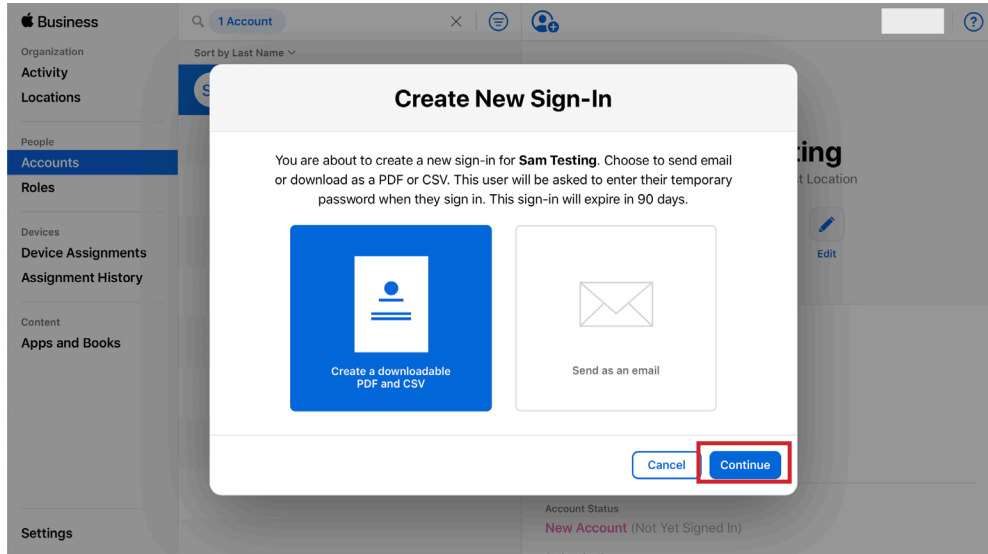 Business
Organization
Activity
Locations
People
Accounts
Roles
Devices
Device Assignments
Assignment History
Content
Apps and Books
Settings
1 Account
Sort by Last Name
S
Create New Sign-In
You are about to create a new sign-in for Sam Testing. Choose to send email
or download as a PDF or CSV. This user will be asked to enter their temporary
password when they sign in. This sign-in will expire in 90 days.
Create a downloadable
PDF and CSV
Send as an email
Cancel
Continue
?
ting
Location
Edit
Account Status
New Account (Not Yet Signed In)